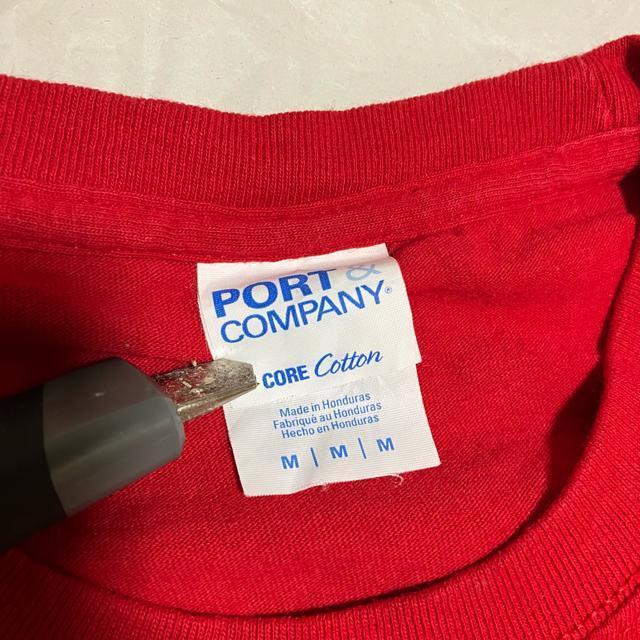 PORT &
COMPANY®
CORE Cotton
Made in Honduras
Fabriqué au Honduras
Hecho en Honduras
M | M | M